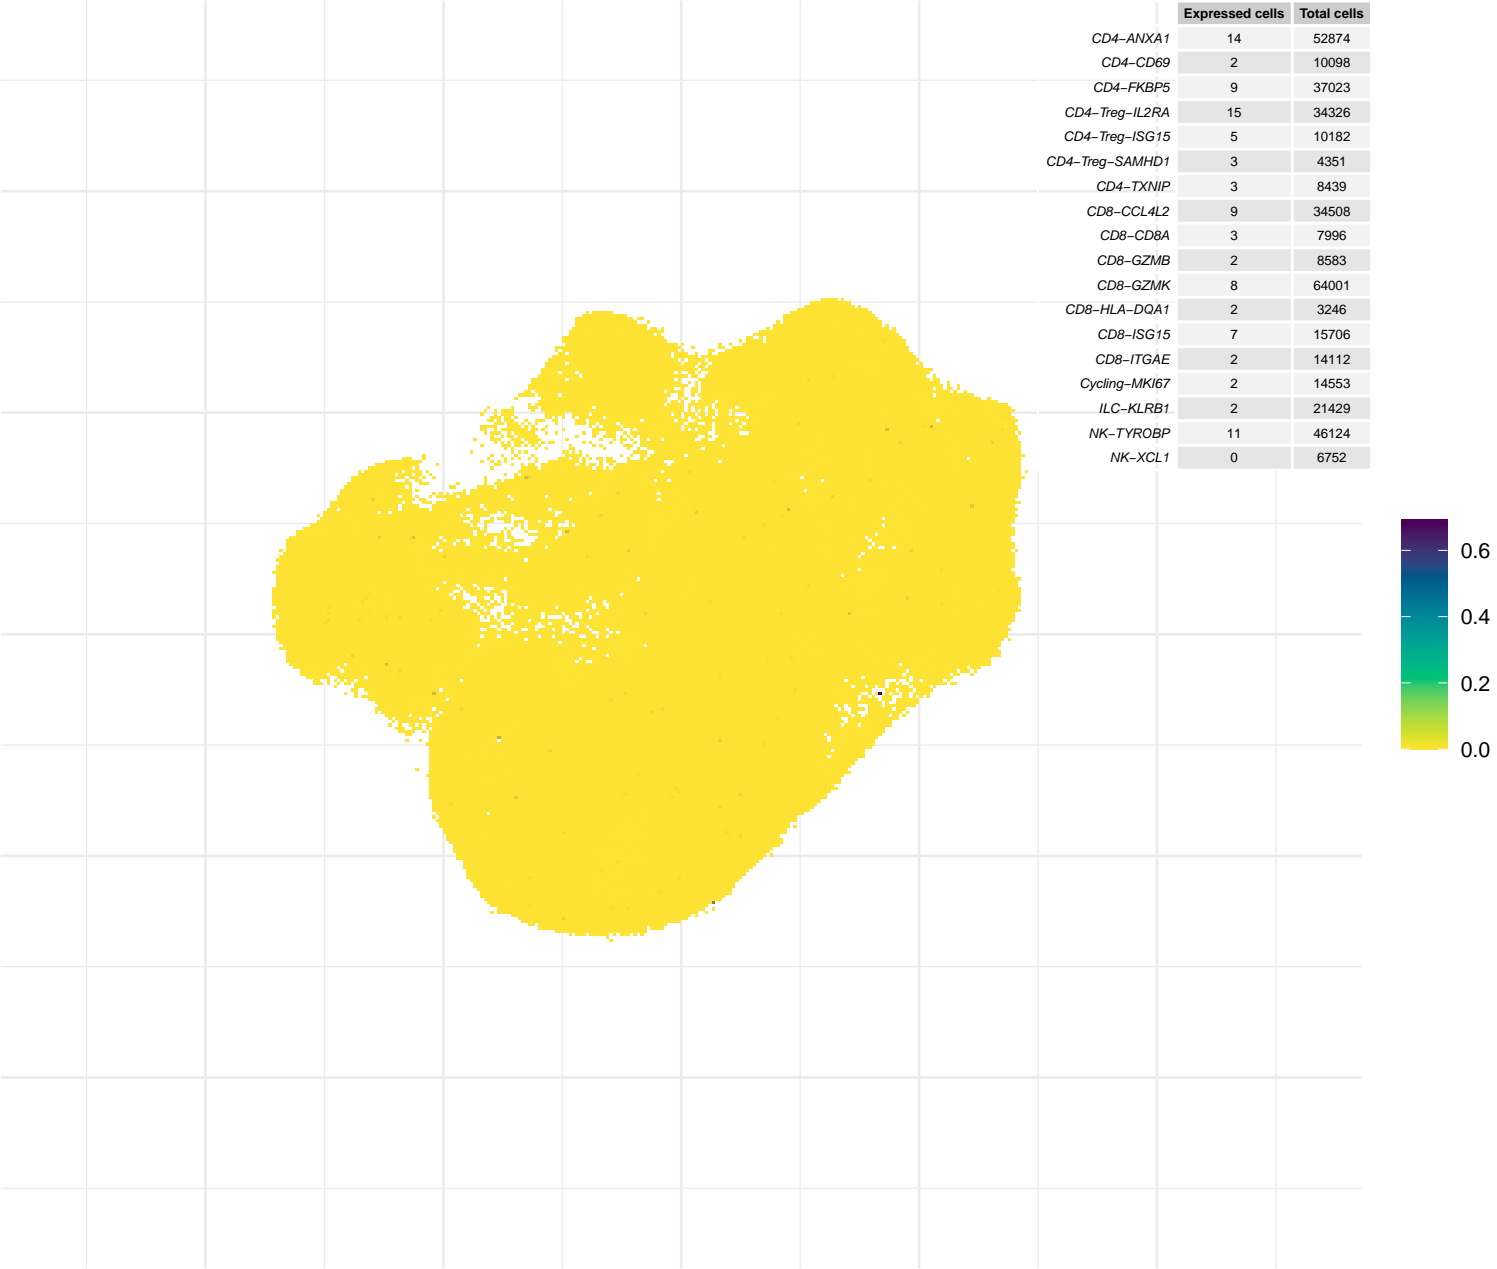 Expressed cells Total cells
CD4−ANXA1 14 52874
CD4−CD69 2 10098
CD4−FKBP5 9 37023
CD4−Treg−IL2RA 15 34326
CD4−Treg−ISG15 5 10182
CD4−Treg−SAMHD1 3 4351
CD4−TXNIP 3 8439
CD8−CCL4L2 9 34508
CD8−CD8A 3 7996
CD8−GZMB 2 8583
CD8−GZMK 8 64001
CD8−HLA−DQA1 2 3246
CD8−ISG15 7 15706
CD8−ITGAE 2 14112
Cycling−MKI67 2 14553
ILC−KLRB1 2 21429
NK−TYROBP 11 46124
NK−XCL1 0 6752
0.6
0.4
0.2
0.0